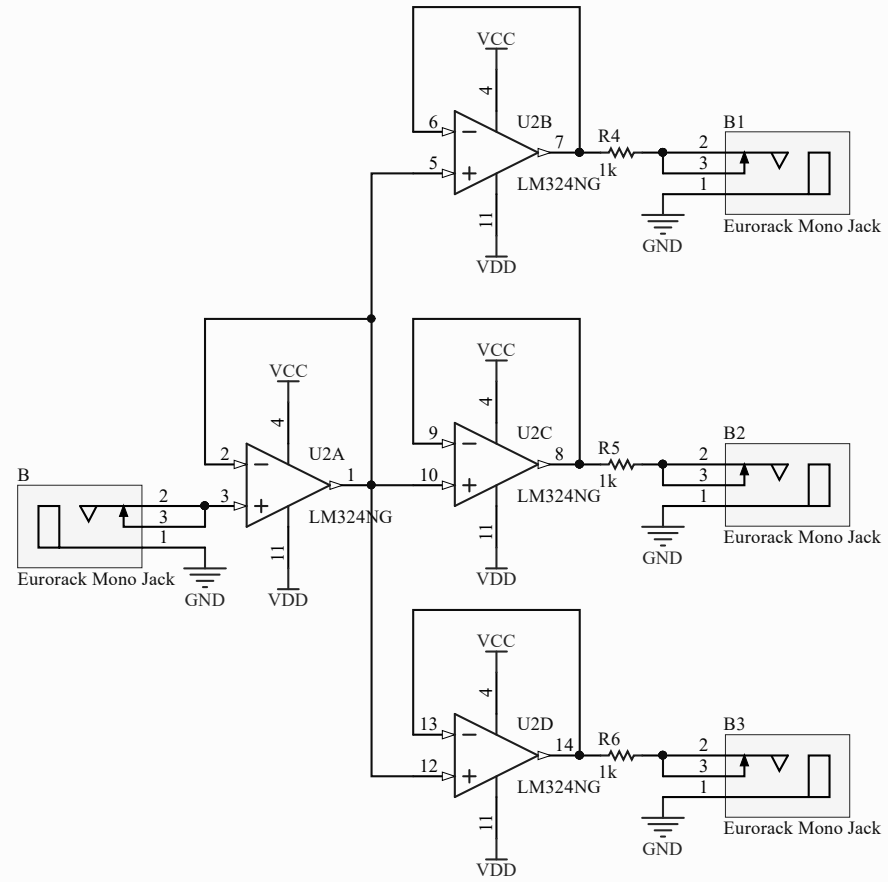 VCC
4
6
U2B
7
R4
B1
2
3
1
5
LM324NG
1k
11
VDD
GND
Eurorack Mono Jack
VCC
4
2
U2A
1
B
2
3
1
3
LM324NG
11
VDD
GND
Eurorack Mono Jack
VCC
4
9
U2C
8
R5
B2
2
3
1
10
LM324NG
1k
11
VDD
GND
Eurorack Mono Jack
VCC
4
13
U2D
14
R6
B3
2
3
1
12
LM324NG
1k
11
VDD
GND
Eurorack Mono Jack